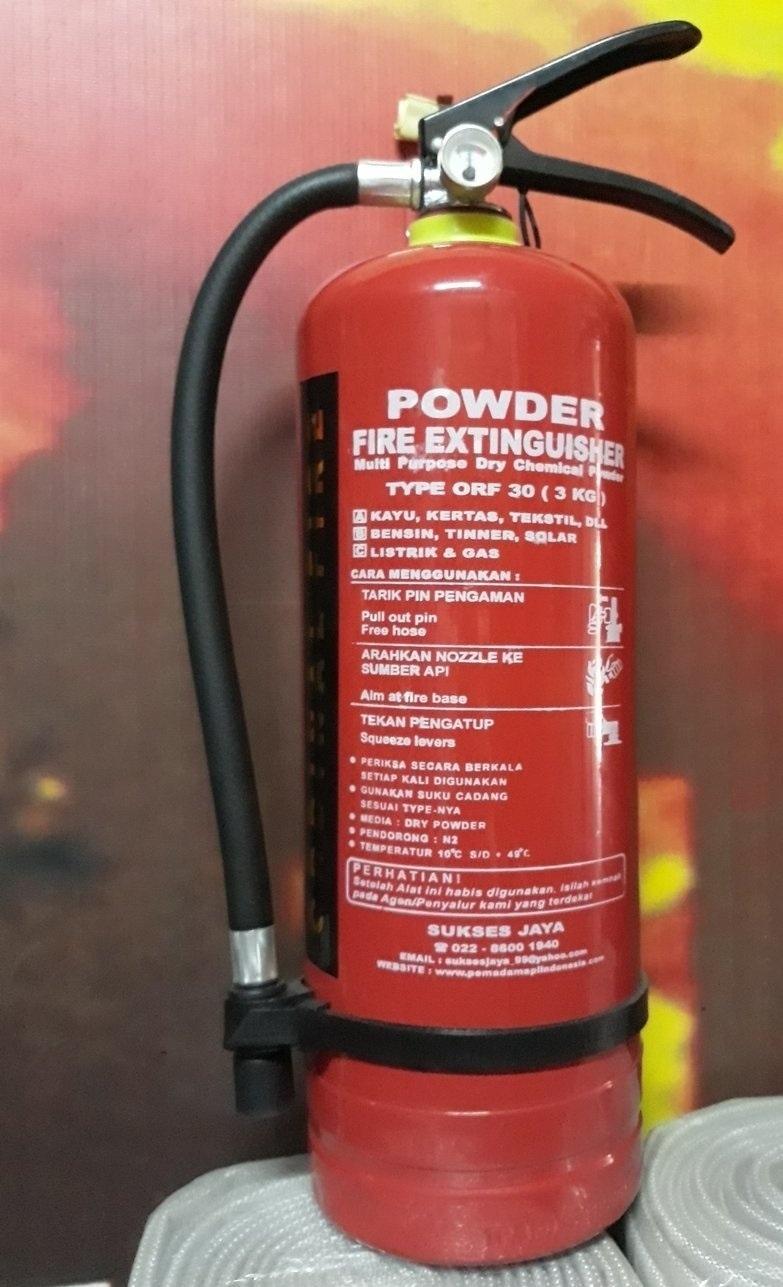 POWDER
FIRE EXTINGUISHER
Multi Purpose Dry Chemical Powder
TYPE ORF 30 ( 3 KG )
A KAYU, KERTAS, TEKSTIL, DLL
B BENSIN, TINNER, SOLAR
C LISTRIK & GAS
CARA MENGGUNAKAN :
TARIK PIN PENGAMAN
Pull out pin
Free hose
ARAHKAN NOZZLE KE
SUMBER API
Aim at fire base
TEKAN PENGATUP
Squeeze levers
• PERIKSA SECARA BERKALA
SETIAP KALI DIGUNAKAN
• GUNAKAN SUKU CADANG
SESUAI TYPE-NYA
• MEDIA : DRY POWDER
• PENDORONG : N2
• TEMPERATUR 10°C S/D + 49°C
PERHATIAN!
Setelah Alat ini habis digunakan, isilah
pada Agen/Penyalur kami yang terdekat
SUKSES JAYA
☎ 022 - 8600 1940
EMAIL : suksesjaya_99@yahoo.com
WEBSITE : www.pemadamapiindonesia.com